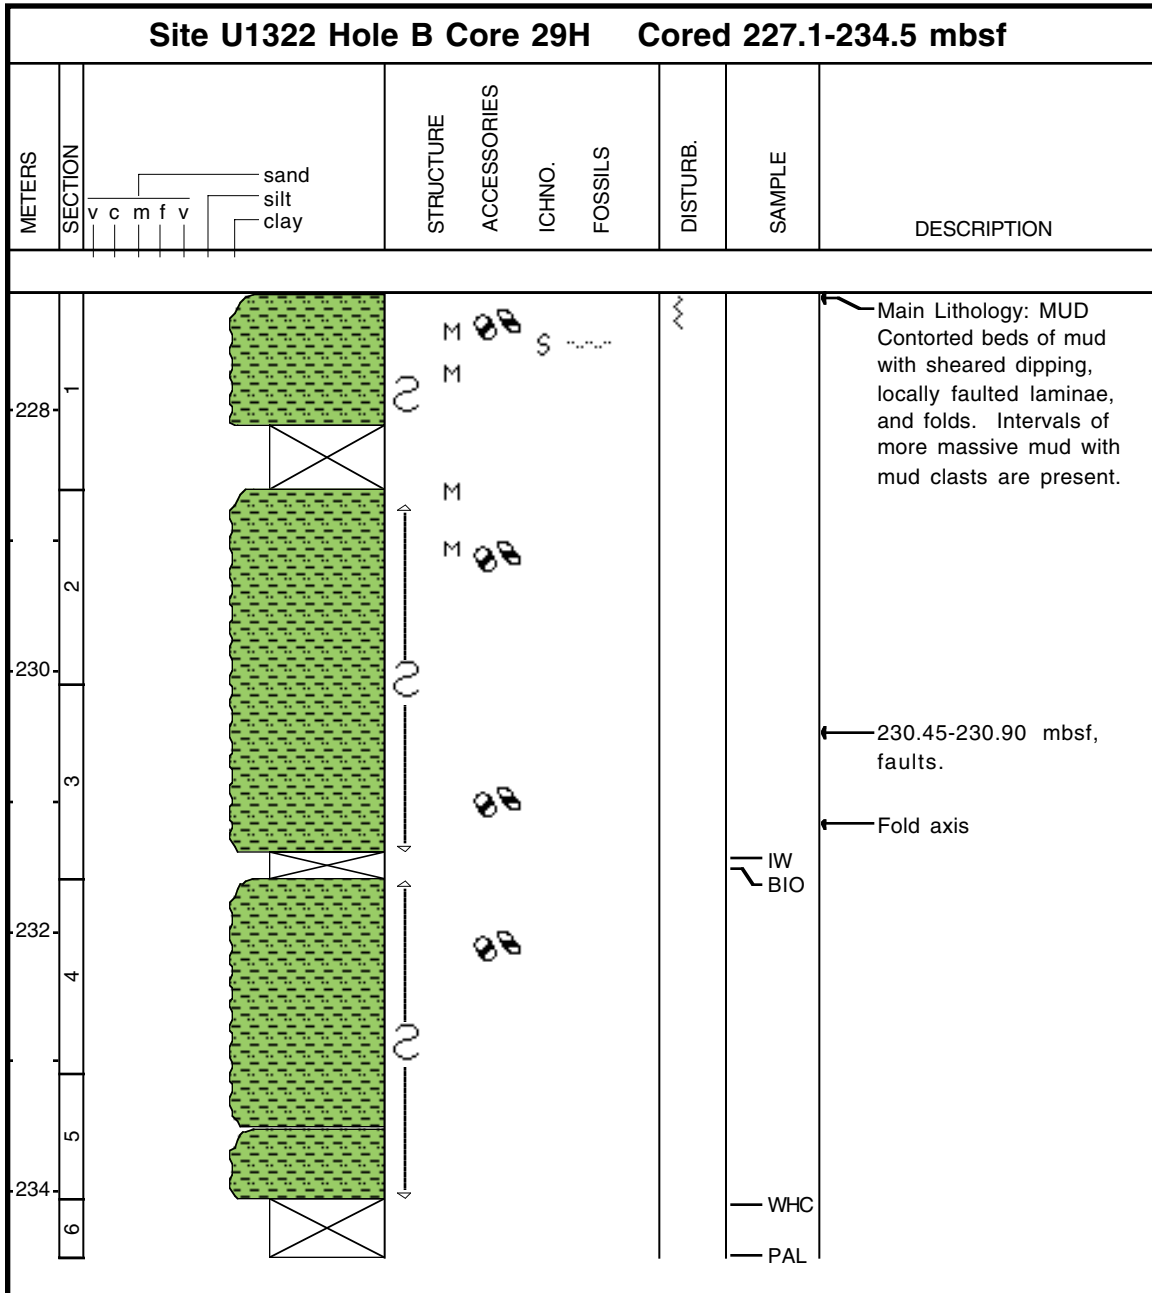 Site U1322 Hole B Core 29H Cored 227.1-234.5 mbsf
METERS
SECTION
v c m f v
sand
silt
clay
STRUCTURE
ACCESSORIES
ICHNO.
FOSSILS
DISTURB.
SAMPLE
DESCRIPTION
1
228
2
230
3
232
4
5
234
6
M
S
M
M
M
Main Lithology: MUD
Contorted beds of mud
with sheared dipping,
locally faulted laminae,
and folds. Intervals of
more massive mud with
mud clasts are present.
230.45-230.90 mbsf,
faults.
Fold axis
IW
BIO
WHC
PAL